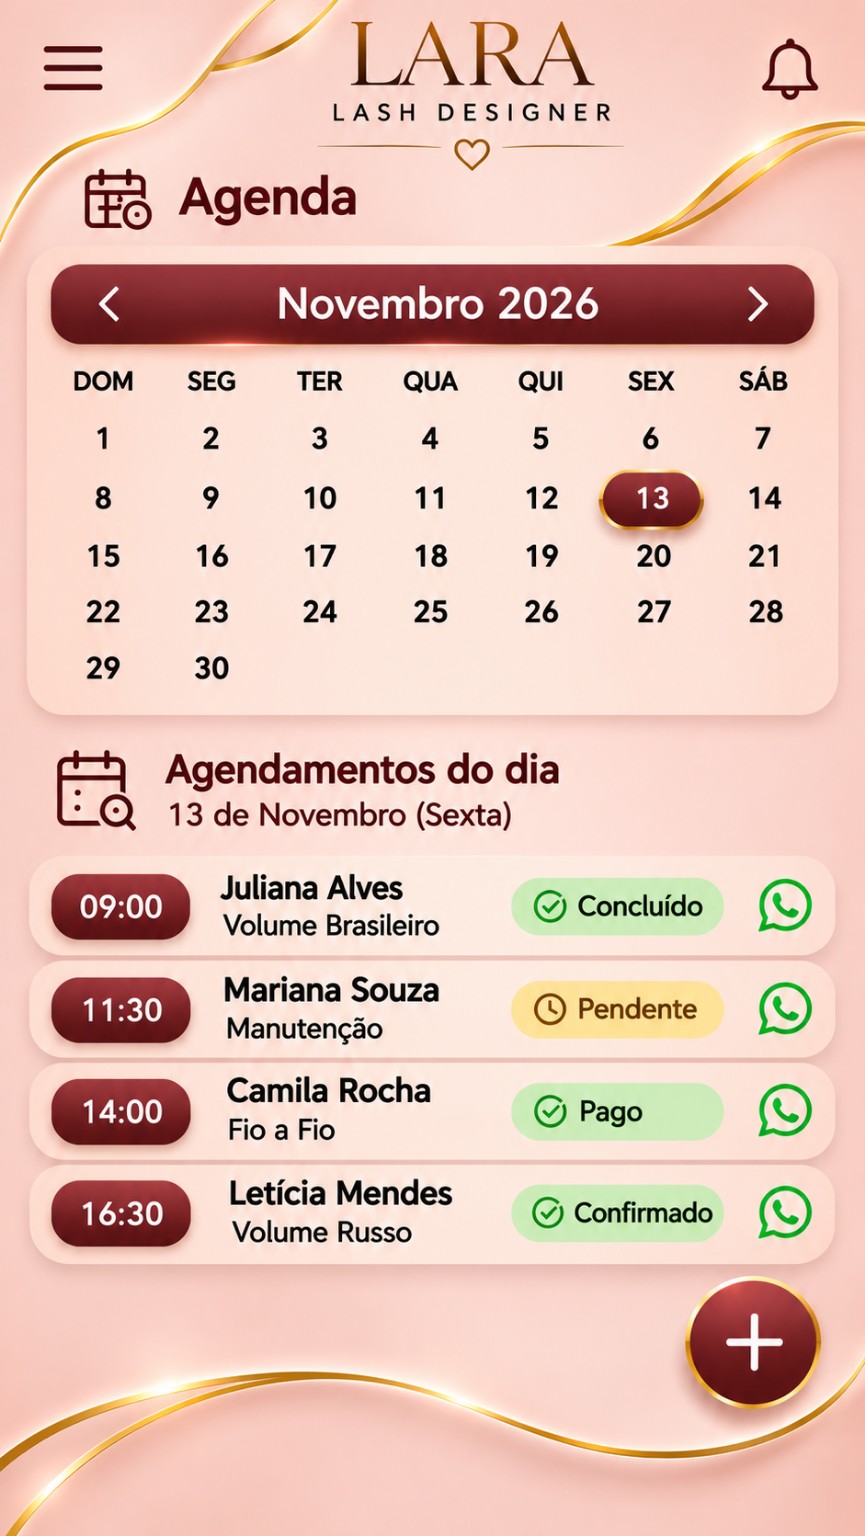 LARA
LASH DESIGNER
Agenda
Novembro 2026
DOM SEG TER QUA QUI SEX SÁB
1 2 3 4 5 6 7
8 9 10 11 12 13 14
15 16 17 18 19 20 21
22 23 24 25 26 27 28
29 30
Agendamentos do dia
13 de Novembro (Sexta)
09:00 Juliana Alves Concluído
Volume Brasileiro
11:30 Mariana Souza Pendente
Manutenção
14:00 Camila Rocha Pago
Fio a Fio
16:30 Letícia Mendes Confirmado
Volume Russo